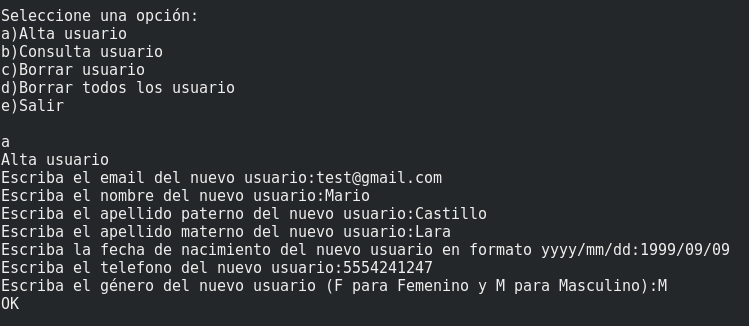 Seleccione una opción:
a)Alta usuario
b)Consulta usuario
c)Borrar usuario
d)Borrar todos los usuario
e)Salir
a
Alta usuario
Escriba el email del nuevo usuario:test@gmail.com
Escriba el nombre del nuevo usuario:Mario
Escriba el apellido paterno del nuevo usuario:Castillo
Escriba el apellido materno del nuevo usuario:Lara
Escriba la fecha de nacimiento del nuevo usuario en formato yyyy/mm/dd:1999/09/09
Escriba el telefono del nuevo usuario:5554241247
Escriba el género del nuevo usuario (F para Femenino y M para Masculino):M
OK